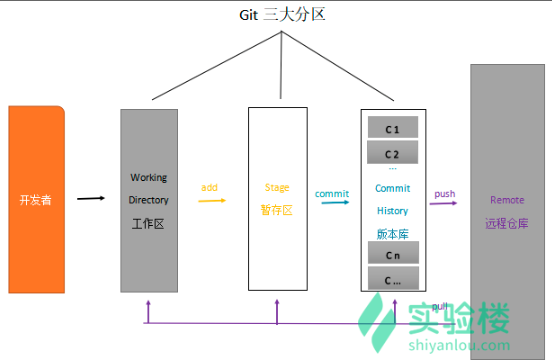 Git 三大分区
开发者
Working
Directory
工作区
add
Stage
暂存区
commit
C 1
C 2
...
Commit
History
版本库
C n
C ...
push
Remote
远程仓库
pull
实验楼
shiyanlou.com